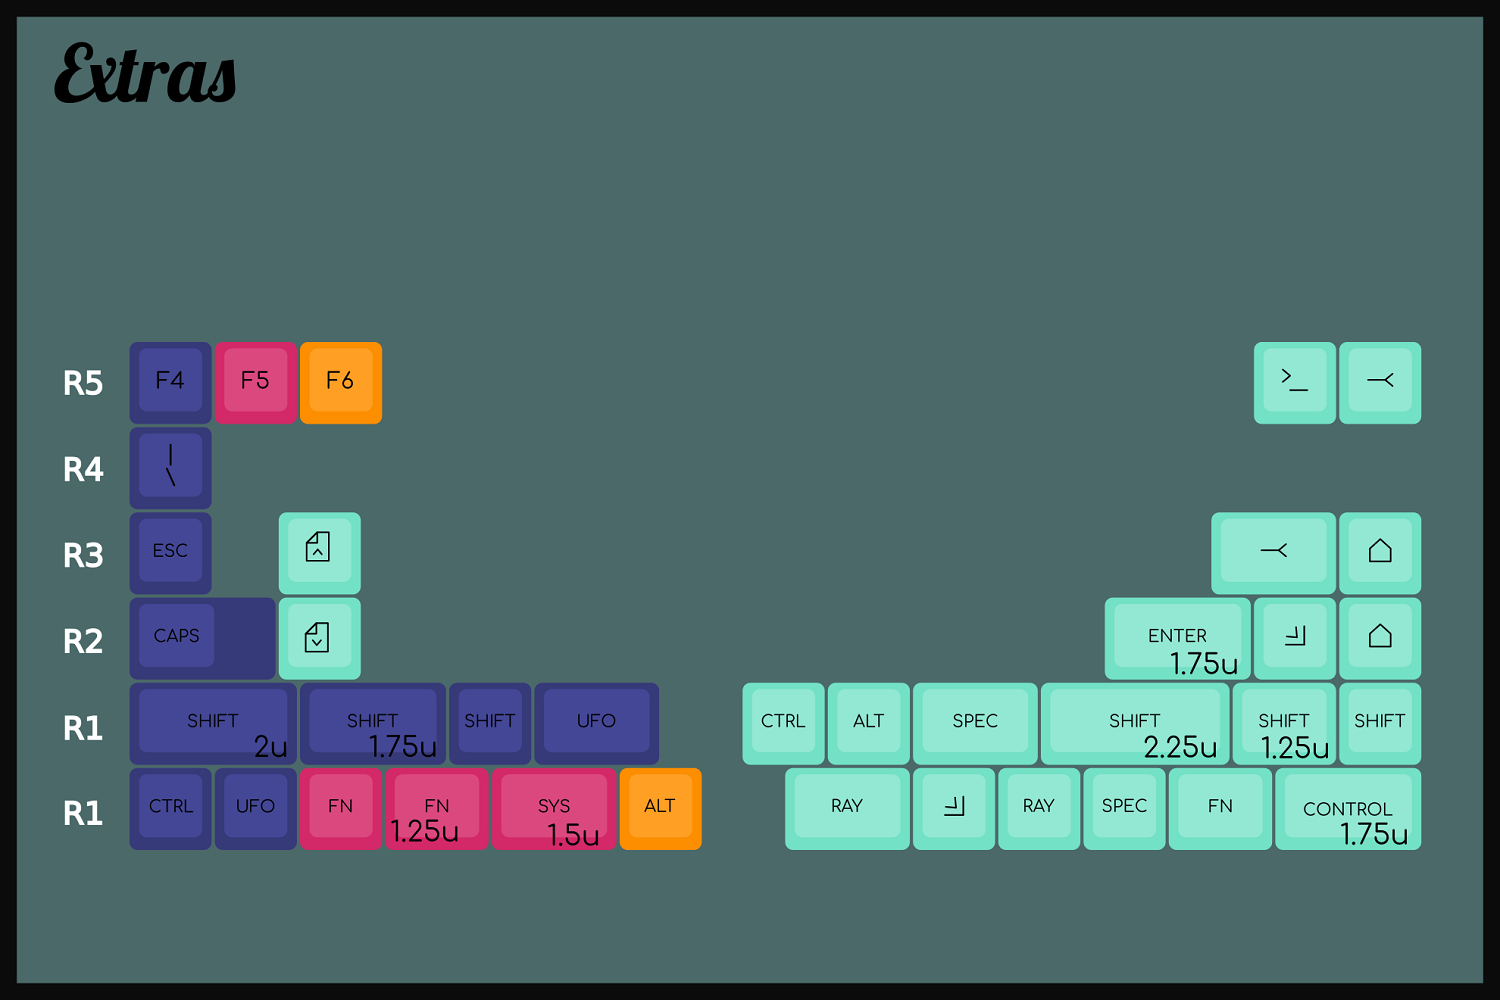 Extras
R5 F4 F5 F6 >_
R4 | \
R3 ESC
R2 CAPS ENTER 1.75u
R1 SHIFT 2u SHIFT 1.75u SHIFT UFO CTRL ALT SPEC SHIFT 2.25u SHIFT 1.25u SHIFT
R1 CTRL UFO FN FN 1.25u SYS 1.5u ALT RAY RAY SPEC FN CONTROL 1.75u